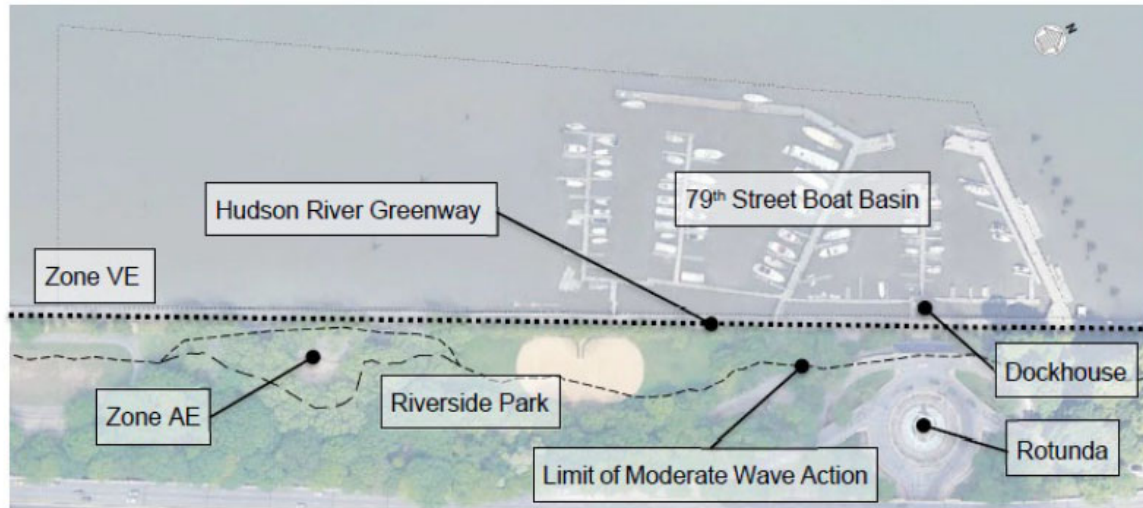 N
Hudson River Greenway
79th Street Boat Basin
Zone VE
Dockhouse
Zone AE
Riverside Park
Rotunda
Limit of Moderate Wave Action